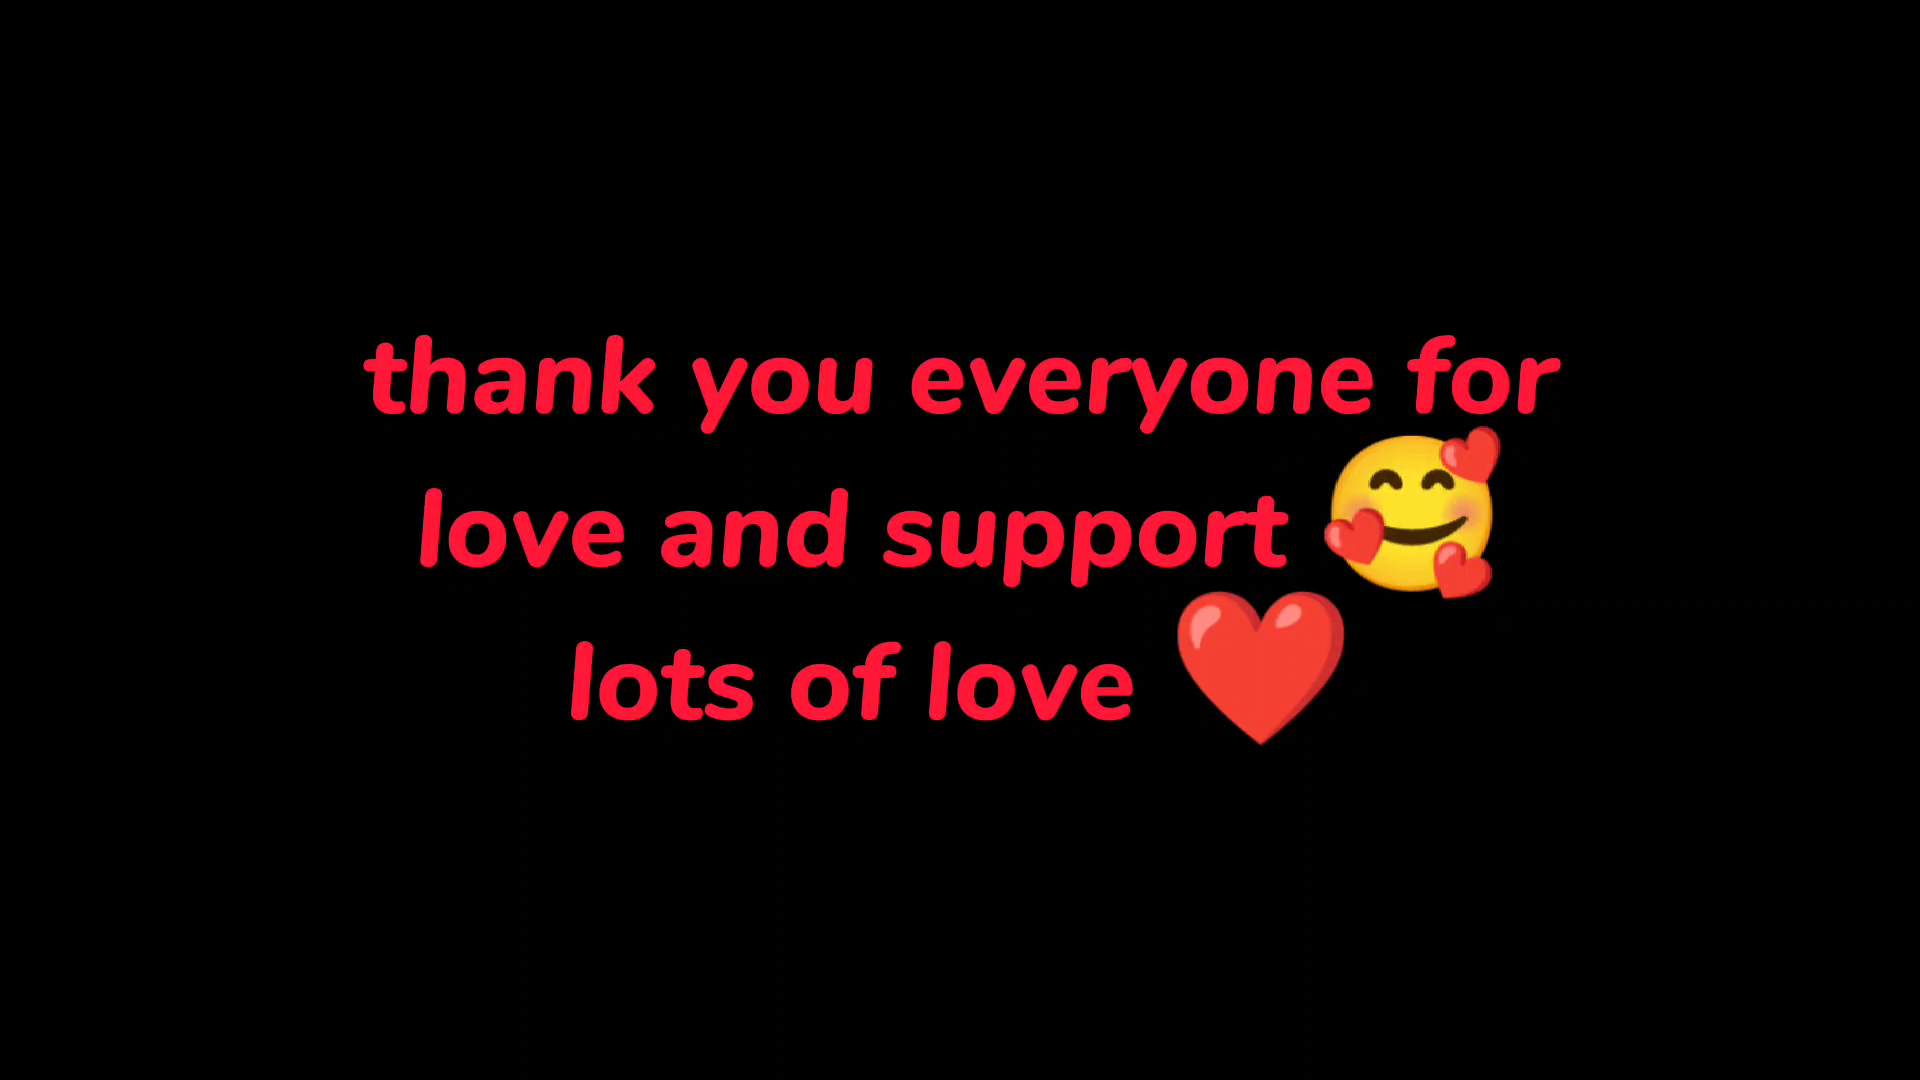 thank you everyone for
love and support 🥰
lots of love ❤️